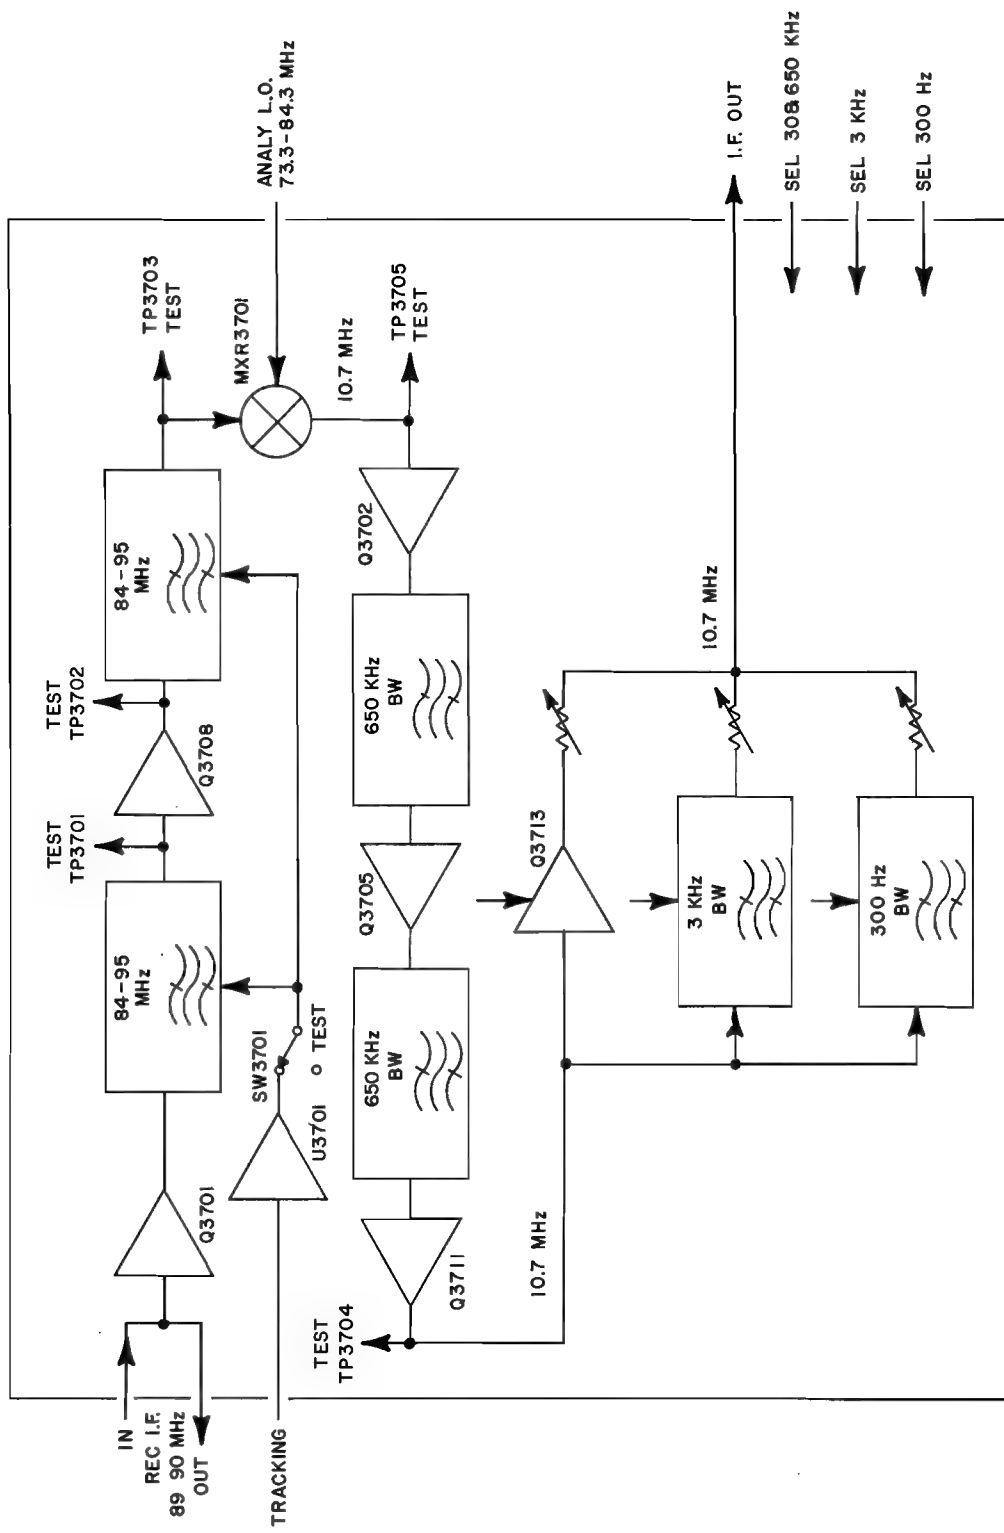 IN
REC I.F.
89 90 MHz
OUT
Q3701
84-95
MHz
TEST
TP3701
Q3708
TEST
TP3702
84-95
MHz
TP3703
TEST
MXR3701
ANALY L.O.
73.3-84.3 MHz
TRACKING
U3701
SW3701
TEST
10.7 MHz
TP3705
TEST
Q3702
650 KHz
BW
Q3705
650 KHz
BW
Q3711
TEST
TP3704
10.7 MHz
Q3713
3 KHz
BW
300 Hz
BW
10.7 MHz
I.F. OUT
SEL 30&650 KHz
SEL 3 KHz
SEL 300 Hz